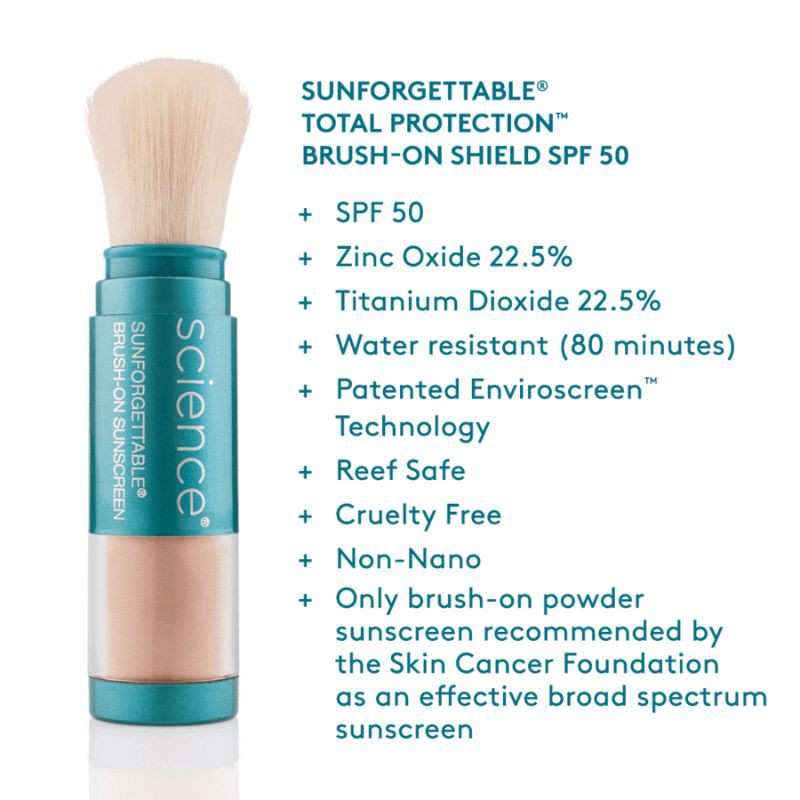 SUNFORGETTABLE®
TOTAL PROTECTION™
BRUSH-ON SHIELD SPF 50
+ SPF 50
+ Zinc Oxide 22.5%
+ Titanium Dioxide 22.5%
+ Water resistant (80 minutes)
+ Patented Enviroscreen™
Technology
+ Reef Safe
+ Cruelty Free
+ Non-Nano
+ Only brush-on powder
sunscreen recommended by
the Skin Cancer Foundation
as an effective broad spectrum
sunscreen
science®
SUNFORGETTABLE®
BRUSH-ON SUNSCREEN